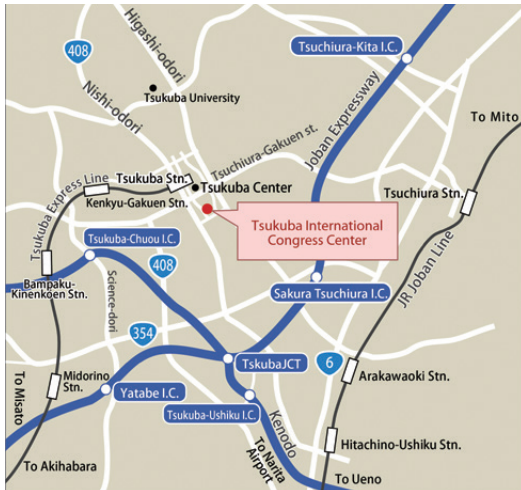 408
Higashi-odori
Tsuchiura-Kita I.C.
Nishi-odori
Tsukuba University
Joban Expressway
To Mito
Tsuchiura-Gakuen st.
Tsukuba Stn.
Tsukuba Center
Tsuchiura Stn.
Kenkyu-Gakuen Stn.
Tsukuba Express Line
Tsukuba International
Congress Center
Tsukuba-Chuou I.C.
JR Joban Line
408
Bampaku-
Kinenkoen Stn.
Science-dori
Sakura Tsuchiura I.C.
354
TskubaJCT
6
Arakawaoki Stn.
Midorino
Stn.
To Misato
Yatabe I.C.
Tsukuba-Ushiku I.C.
Kenodo
Hitachino-Ushiku Stn.
To Narita
Airport
To Akihabara
To Ueno